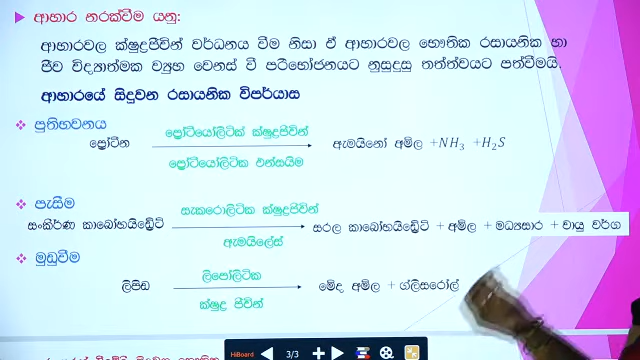 ආහාර නරක්වීම යනු:
ආහාරවල ක්ෂුද්‍රජීවීන් වර්ධනය වීම නිසා ඒ ආහාරවල භෞතික රසායනික හා
ජීව විද්‍යාත්මක ව්‍යුහ වෙනස් වී පරිභෝජනයට නුසුදුසු තත්ත්වයට පත්වීමයි.
ආහාරයේ සිදුවන රසායනික විපර්යාස
පූතිභවනය
ප්‍රෝටීන ප්‍රෝටියෝලිටික් ක්ෂුද්‍රජීවීන් ඇමයිනෝ අම්ල +NH₃ +H₂S
ප්‍රෝටියෝලිටික එන්සයිම
පැසීම
සංකීර්ණ කාබෝහයිඩ්‍රේට් සැකරොලිටික ක්ෂුද්‍රජීවීන් සරල කාබෝහයිඩ්‍රේට් + අම්ල + මධ්‍යසාර + වායු වර්ග
ඇමයිලේස්
මුඩුවීම
ලිපිඩ ලිපෝලිටික මේද අම්ල + ග්ලිසරෝල්
ක්ෂුද්‍ර ජීවීන්
HiBoard 3/3